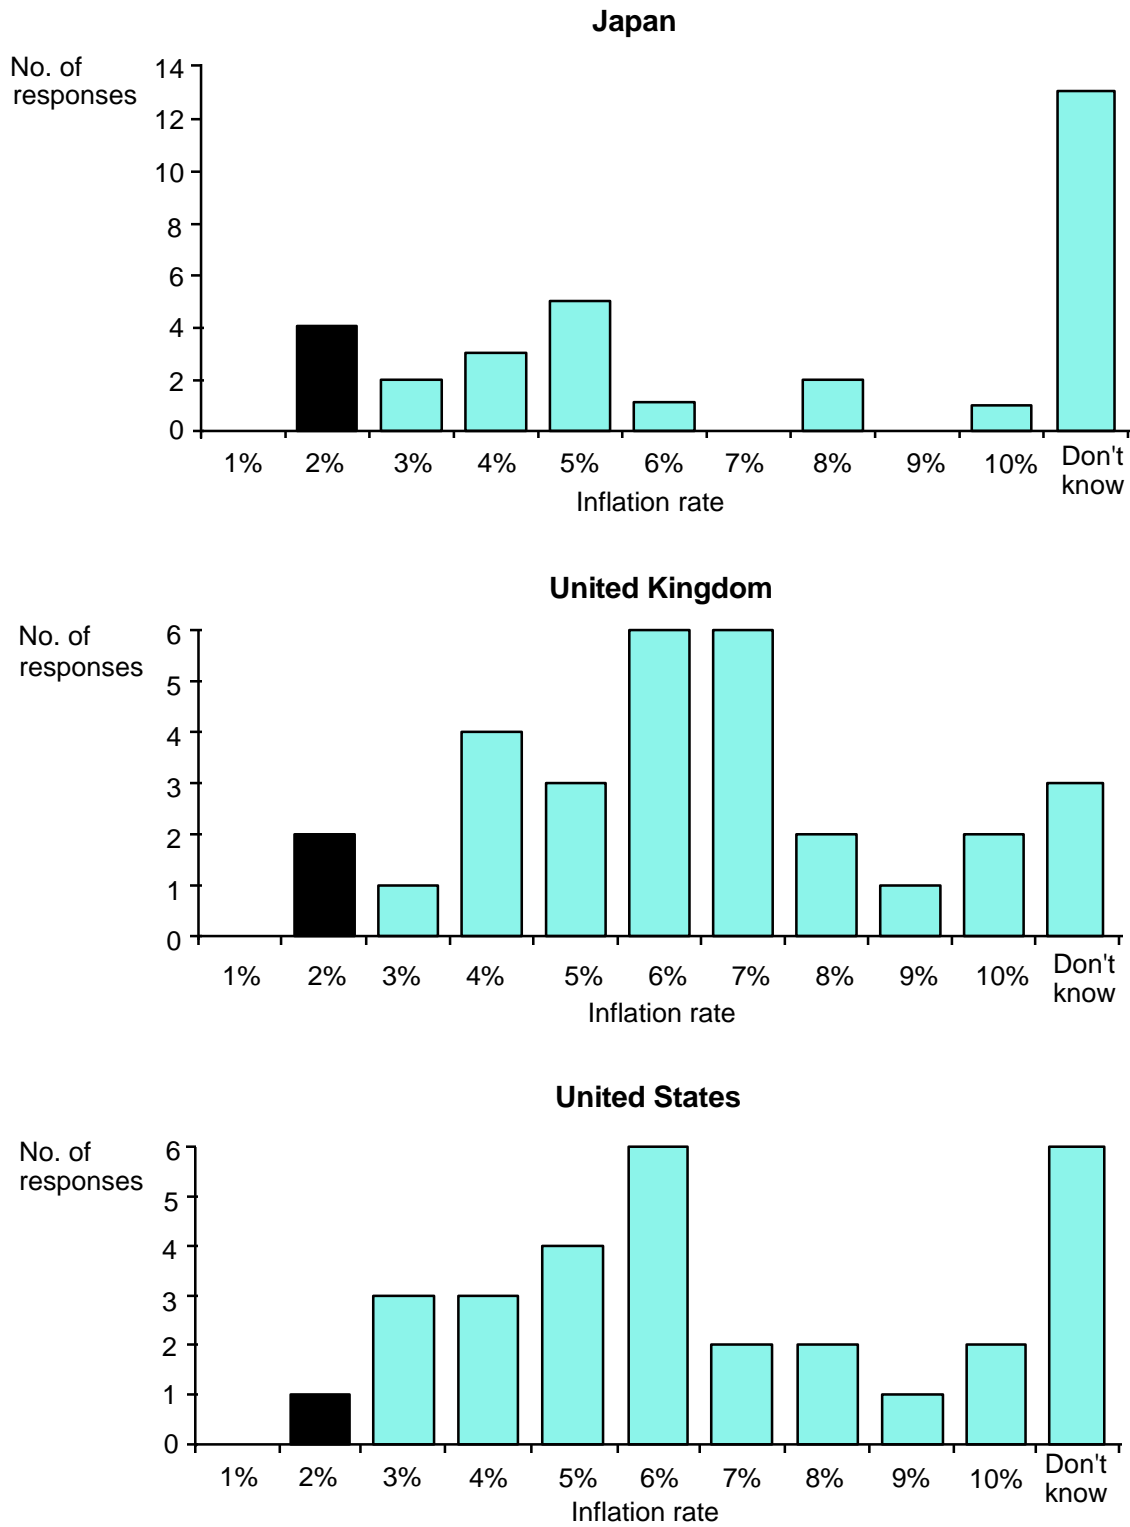 Japan
No. of
responses
14
12
10
8
6
4
2
0
1% 2% 3% 4% 5% 6% 7% 8% 9% 10% Don't
know
Inflation rate
United Kingdom
No. of
responses
6
5
4
3
2
1
0
1% 2% 3% 4% 5% 6% 7% 8% 9% 10% Don't
know
Inflation rate
United States
No. of
responses
6
5
4
3
2
1
0
1% 2% 3% 4% 5% 6% 7% 8% 9% 10% Don't
know
Inflation rate